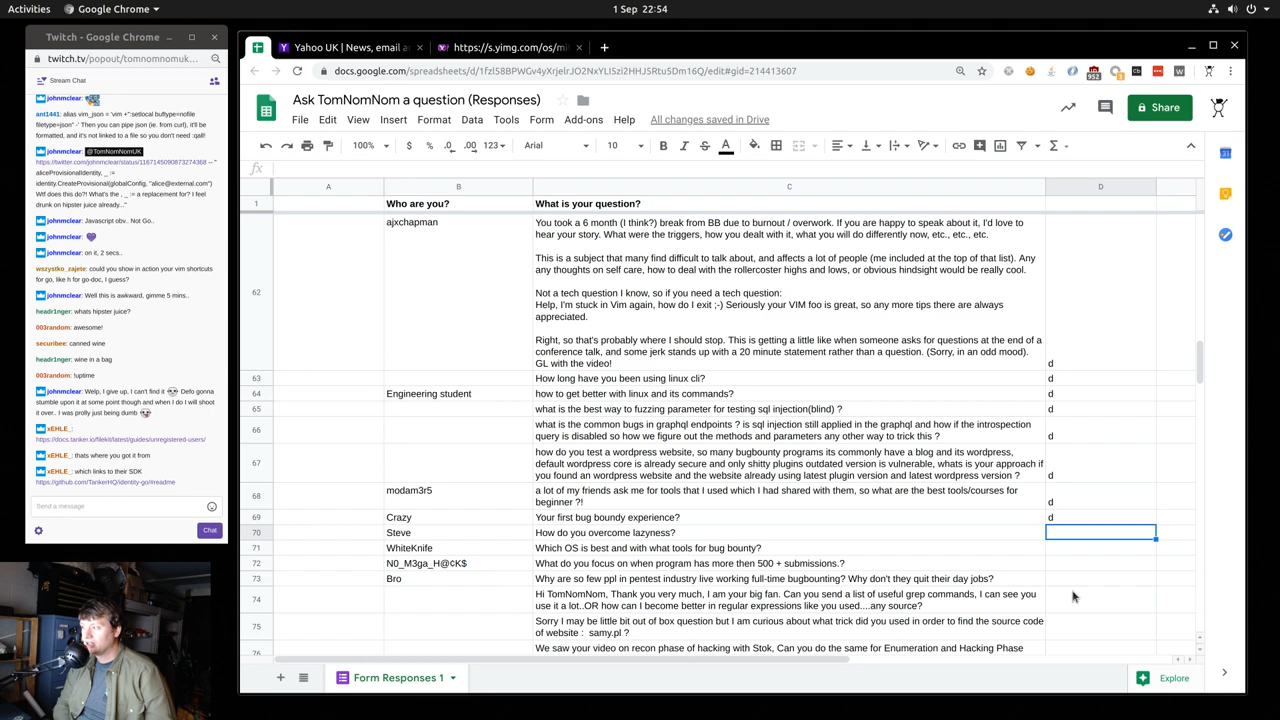 Activities
Google Chrome
1 Sep 22:54
Twitch - Google Chrome
twitch.tv/popout/tomnomnomuk...
Stream Chat
johnmclear:
ant1441: alias vim_json = 'vim +":setlocal buftype=nofile
filetype=json" -' Then you can pipe json (ie. from curl), it'll be
formatted, and it's not linked to a file so you don't need :qall!
johnmclear: @TomNomNomUK
https://twitter.com/johnmclear/status/1167145090873274368 -- "
aliceProvisionalIdentity, _ :=
identity.CreateProvisional(globalConfig, "alice@external.com")
Wtf does this do?! What's the , _ := a replacement for? I feel
drunk on hipster juice already..."
johnmclear: Javascript obv.. Not Go..
johnmclear:
johnmclear: on it, 2 secs..
wszystko_zajete: could you show in action your vim shortcuts
for go, like h for go-doc, I guess?
johnmclear: Well this is awkward, gimme 5 mins..
headr1nger: whats hipster juice?
003random: awesome!
securibee: canned wine
headr1nger: wine in a bag
003random: !uptime
johnmclear: Welp, I give up, I can't find it Defo gonna
stumble upon it at some point though and when I do I will shoot
it over.. I was prolly just being dumb
xEHLE_:
https://docs.tanker.io/filekit/latest/guides/unregistered-users/
xEHLE_: thats where you got it from
xEHLE_: which links to their SDK
https://github.com/TankerHQ/identity-go/#readme
Send a message
Chat
Yahoo UK | News, email a
https://s.yimg.com/os/mi
docs.google.com/spreadsheets/d/1fzl58BPWGv4yXrjelrJO2NxYLISzi2HHJ5Rtu5Dm16Q/edit#gid=214413607
952
Ask TomNomNom a question (Responses)
File Edit View Insert Format Data Tools Form Add-ons Help All changes saved in Drive
Share
100% $ % .0 .00 123 Arial 10 B I S A
fx
A B C D
1 Who are you? What is your question?
62 ajxchapman You took a 6 month (I think?) break from BB due to burnout / overwork. If you are happy to speak about it, I'd love to
hear your story. What were the triggers, how you dealt with it, what you will do differently now, etc., etc., etc.
This is a subject that many find difficult to talk about, and affects a lot of people (me included at the top of that list). Any
any thoughts on self care, how to deal with the rollercoster highs and lows, or obvious hindsight would be really cool.
Not a tech question I know, so if you need a tech question:
Help, I'm stuck in Vim again, how do I exit ;-) Seriously your VIM foo is great, so any more tips there are always
appreciated.
Right, so that's probably where I should stop. This is getting a little like when someone asks for questions at the end of a
conference talk, and some jerk stands up with a 20 minute statement rather than a question. (Sorry, in an odd mood).
GL with the video! d
63 How long have you been using linux cli? d
64 Engineering student how to get better with linux and its commands? d
65 what is the best way to fuzzing parameter for testing sql injection(blind) ? d
66 what is the common bugs in graphql endpoints ? is sql injection still applied in the graphql and how if the introspection
query is disabled so how we figure out the methods and parameters any other way to trick this ? d
67 how do you test a wordpress website, so many bugbounty programs its commonly have a blog and its wordpress,
default wordpress core is already secure and only shitty plugins outdated version is vulnerable, whats is your approach if
you found an wordpress website and the website already using latest plugin version and latest wordpress version ? d
68 modam3r5 a lot of my friends ask me for tools that I used which I had shared with them, so what are the best tools/courses for
beginner ?! d
69 Crazy Your first bug boundy experience? d
70 Steve How do you overcome lazyness?
71 WhiteKnife Which OS is best and with what tools for bug bounty?
72 N0_M3ga_H@¢K$ What do you focus on when program has more then 500 + submissions.?
73 Bro Why are so few ppl in pentest industry live working full-time bugbounting? Why don't they quit their day jobs?
74 Hi TomNomNom, Thank you very much, I am your big fan. Can you send a list of useful grep commands, I can see you
use it a lot..OR how can I become better in regular expressions like you used....any source?
75 Sorry I may be little bit out of box question but I am curious about what trick did you used in order to find the source code
of website : samy.pl ?
76 We saw your video on recon phase of hacking with Stok, Can you do the same for Enumeration and Hacking Phase
Form Responses 1
Explore